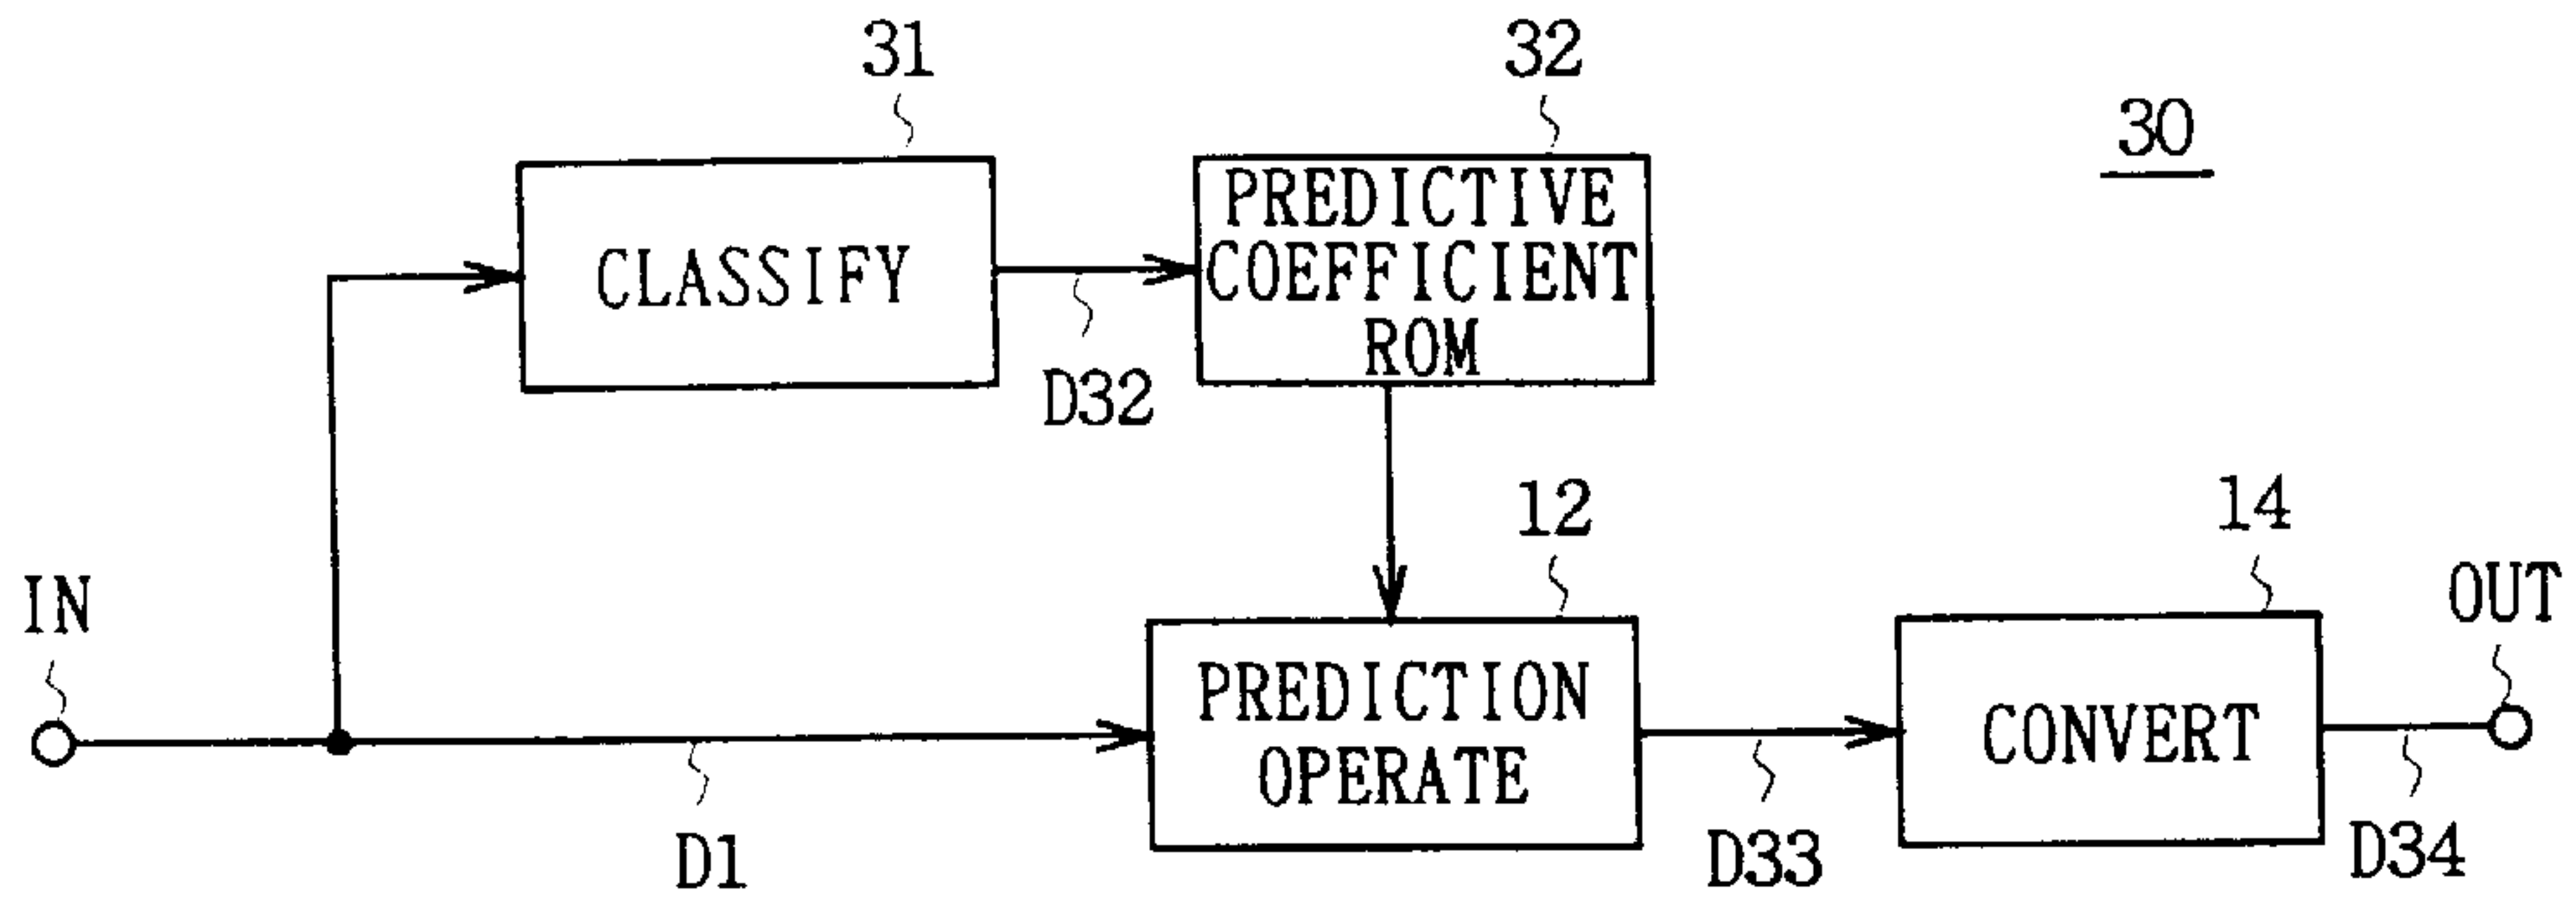 31
32
30
CLASSIFY
PREDICTIVE
COEFFICIENT
ROM
D32
12
14
IN
OUT
PREDICTION
OPERATE
CONVERT
D1
D33
D34